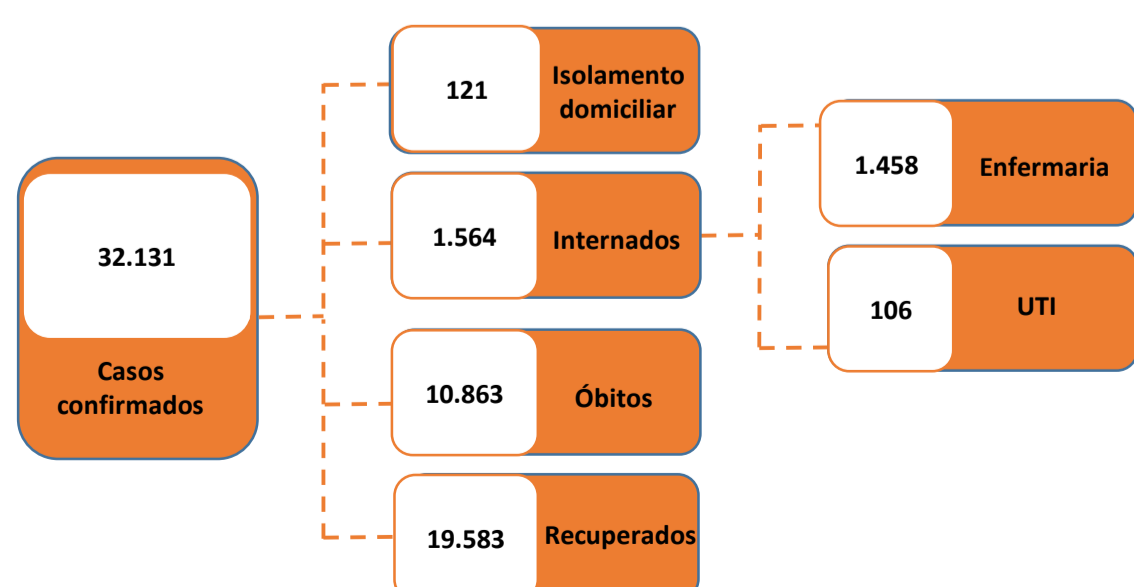 32.131
Casos
confirmados
121
Isolamento
domiciliar
1.564
Internados
10.863
Óbitos
19.583
Recuperados
1.458
Enfermaria
106
UTI